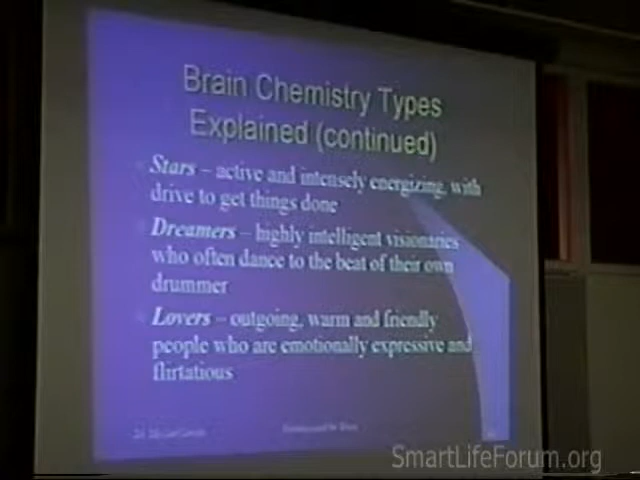 Brain Chemistry Types
Explained (continued)
Stars – active and intensely energizing, with
drive to get things done
Dreamers – highly intelligent visionaries
who often dance to the beat of their own
drummer
Lovers – outgoing, warm and friendly
people who are emotionally expressive and
flirtatious
SmartLifeForum.org